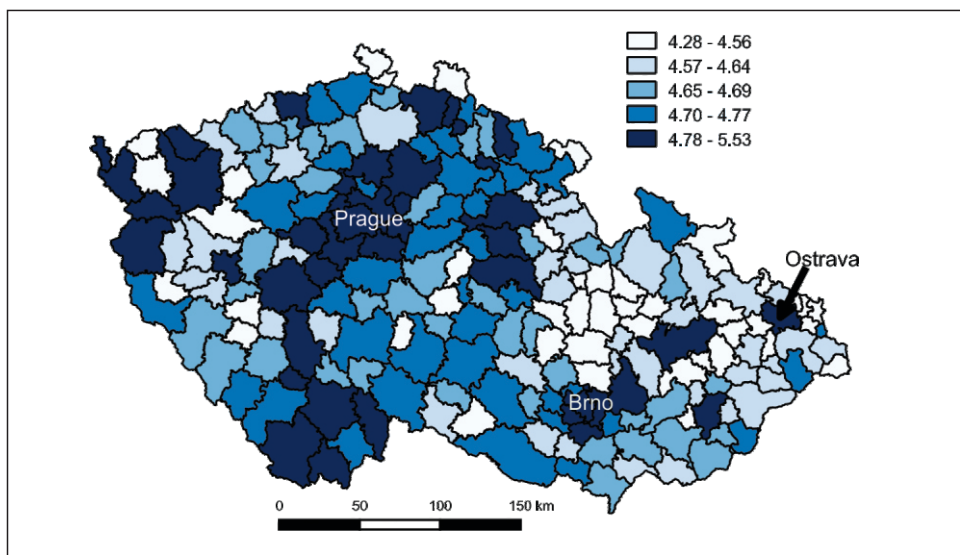 4.28 - 4.56
4.57 - 4.64
4.65 - 4.69
4.70 - 4.77
4.78 - 5.53
Prague
Ostrava
Brno
0 50 100 150 km